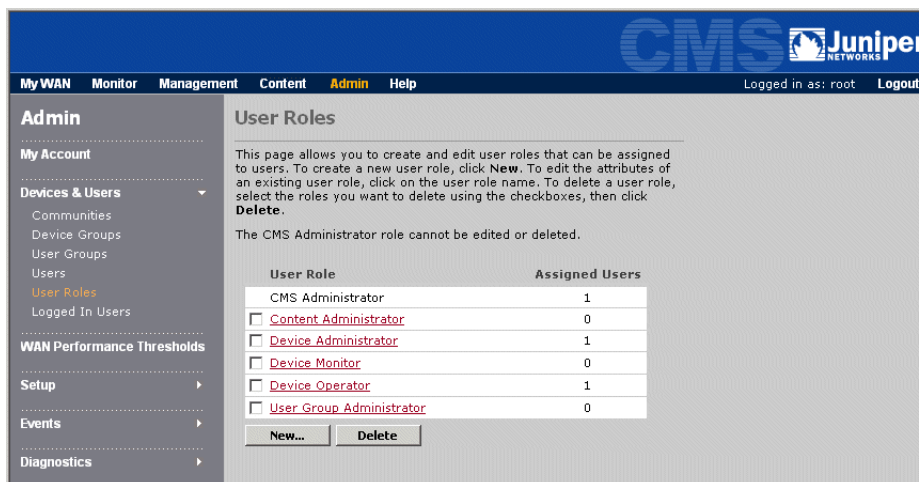 CMS Juniper
NETWORKS
My WAN Monitor Management Content Admin Help Logged in as: root Logout
Admin
My Account
Devices & Users
Communities
Device Groups
User Groups
Users
User Roles
Logged In Users
WAN Performance Thresholds
Setup
Events
Diagnostics
User Roles
This page allows you to create and edit user roles that can be assigned
to users. To create a new user role, click New. To edit the attributes of
an existing user role, click on the user role name. To delete a user role,
select the roles you want to delete using the checkboxes, then click
Delete.
The CMS Administrator role cannot be edited or deleted.
User Role Assigned Users
CMS Administrator 1
Content Administrator 0
Device Administrator 1
Device Monitor 0
Device Operator 1
User Group Administrator 0
New... Delete